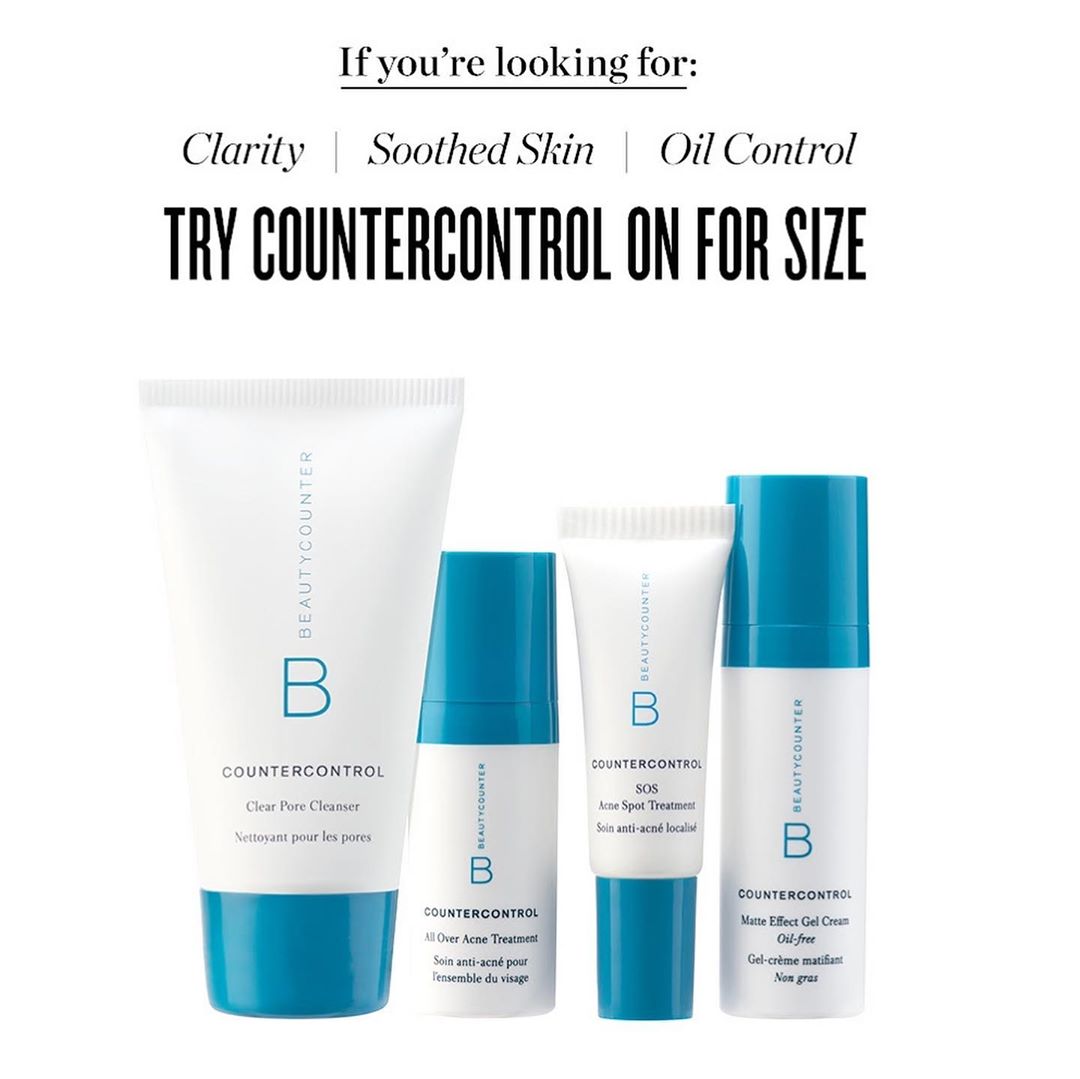 If you're looking for:
Clarity | Soothed Skin | Oil Control
TRY COUNTERCONTROL ON FOR SIZE
BEAUTYCOUNTER
B
COUNTERCONTROL
Clear Pore Cleanser
Nettoyant pour les pores
BEAUTYCOUNTER
B
COUNTERCONTROL
All Over Acne Treatment
Soin anti-acné pour
l'ensemble du visage
BEAUTYCOUNTER
B
COUNTERCONTROL
SOS
Acne Spot Treatment
Soin anti-acné localisé
BEAUTYCOUNTER
B
COUNTERCONTROL
Matte Effect Gel Cream
Oil-free
Gel-crème matifiant
Non gras